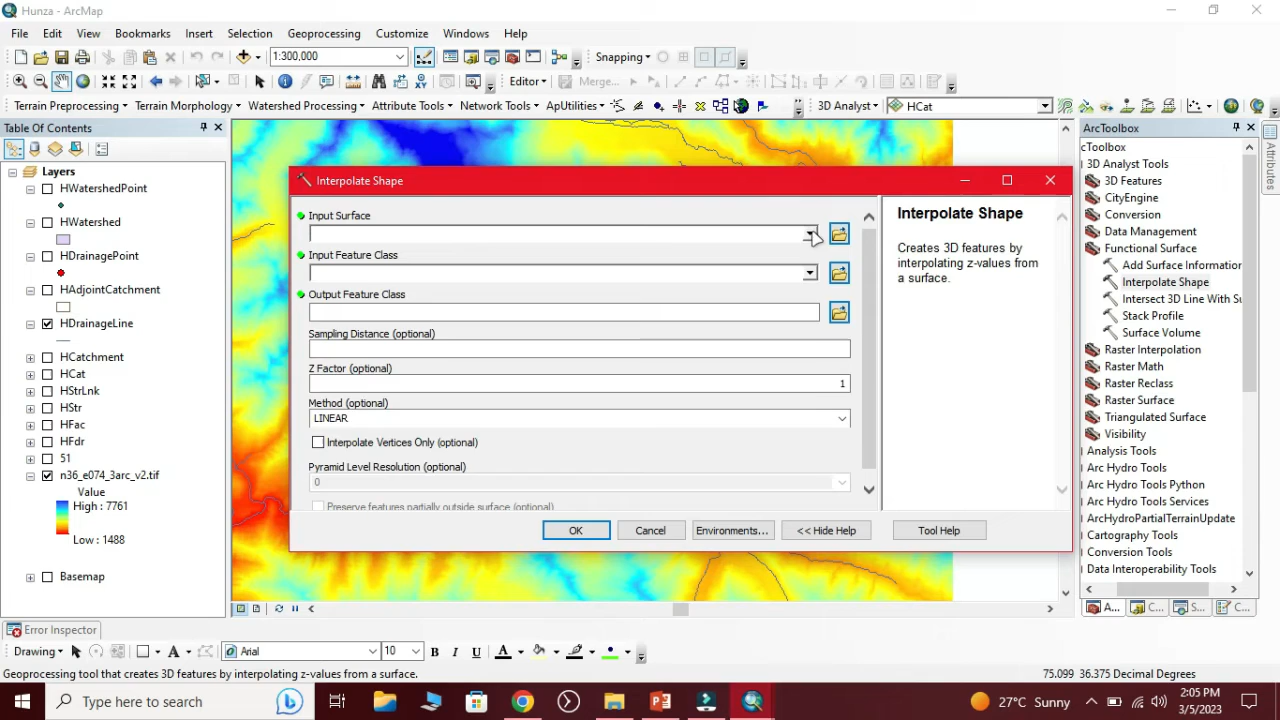 Hunza - ArcMap
File Edit View Bookmarks Insert Selection Geoprocessing Customize Windows Help
1:300,000
Snapping
Editor
Merge...
Terrain Preprocessing Terrain Morphology Watershed Processing Attribute Tools Network Tools ApUtilities
3D Analyst HCat
Table Of Contents
Layers
HWatershedPoint
HWatershed
HDrainagePoint
HAdjointCatchment
HDrainageLine
HCatchment
HCat
HStrLnk
HStr
HFac
HFdr
51
n36_e074_3arc_v2.tif
Value
High : 7761
Low : 1488
Basemap
Interpolate Shape
Input Surface
Input Feature Class
Output Feature Class
Sampling Distance (optional)
Z Factor (optional)
1
Method (optional)
LINEAR
Interpolate Vertices Only (optional)
Pyramid Level Resolution (optional)
0
Preserve features partially outside surface (optional)
OK Cancel Environments... << Hide Help Tool Help
Interpolate Shape
Creates 3D features by
interpolating z-values from
a surface.
ArcToolbox
cToolbox
3D Analyst Tools
3D Features
CityEngine
Conversion
Data Management
Functional Surface
Add Surface Information
Interpolate Shape
Intersect 3D Line With Su
Stack Profile
Surface Volume
Raster Interpolation
Raster Math
Raster Reclass
Raster Surface
Triangulated Surface
Visibility
Analysis Tools
Arc Hydro Tools
Arc Hydro Tools Python
Arc Hydro Tools Services
ArcHydroPartialTerrainUpdate
Cartography Tools
Conversion Tools
Data Interoperability Tools
A... C... S... C...
Attributes
Error Inspector
Drawing A Arial 10 B I U A
Geoprocessing tool that creates 3D features by interpolating z-values from a surface.
75.099 36.375 Decimal Degrees
Type here to search
27°C Sunny
2:05 PM
3/5/2023